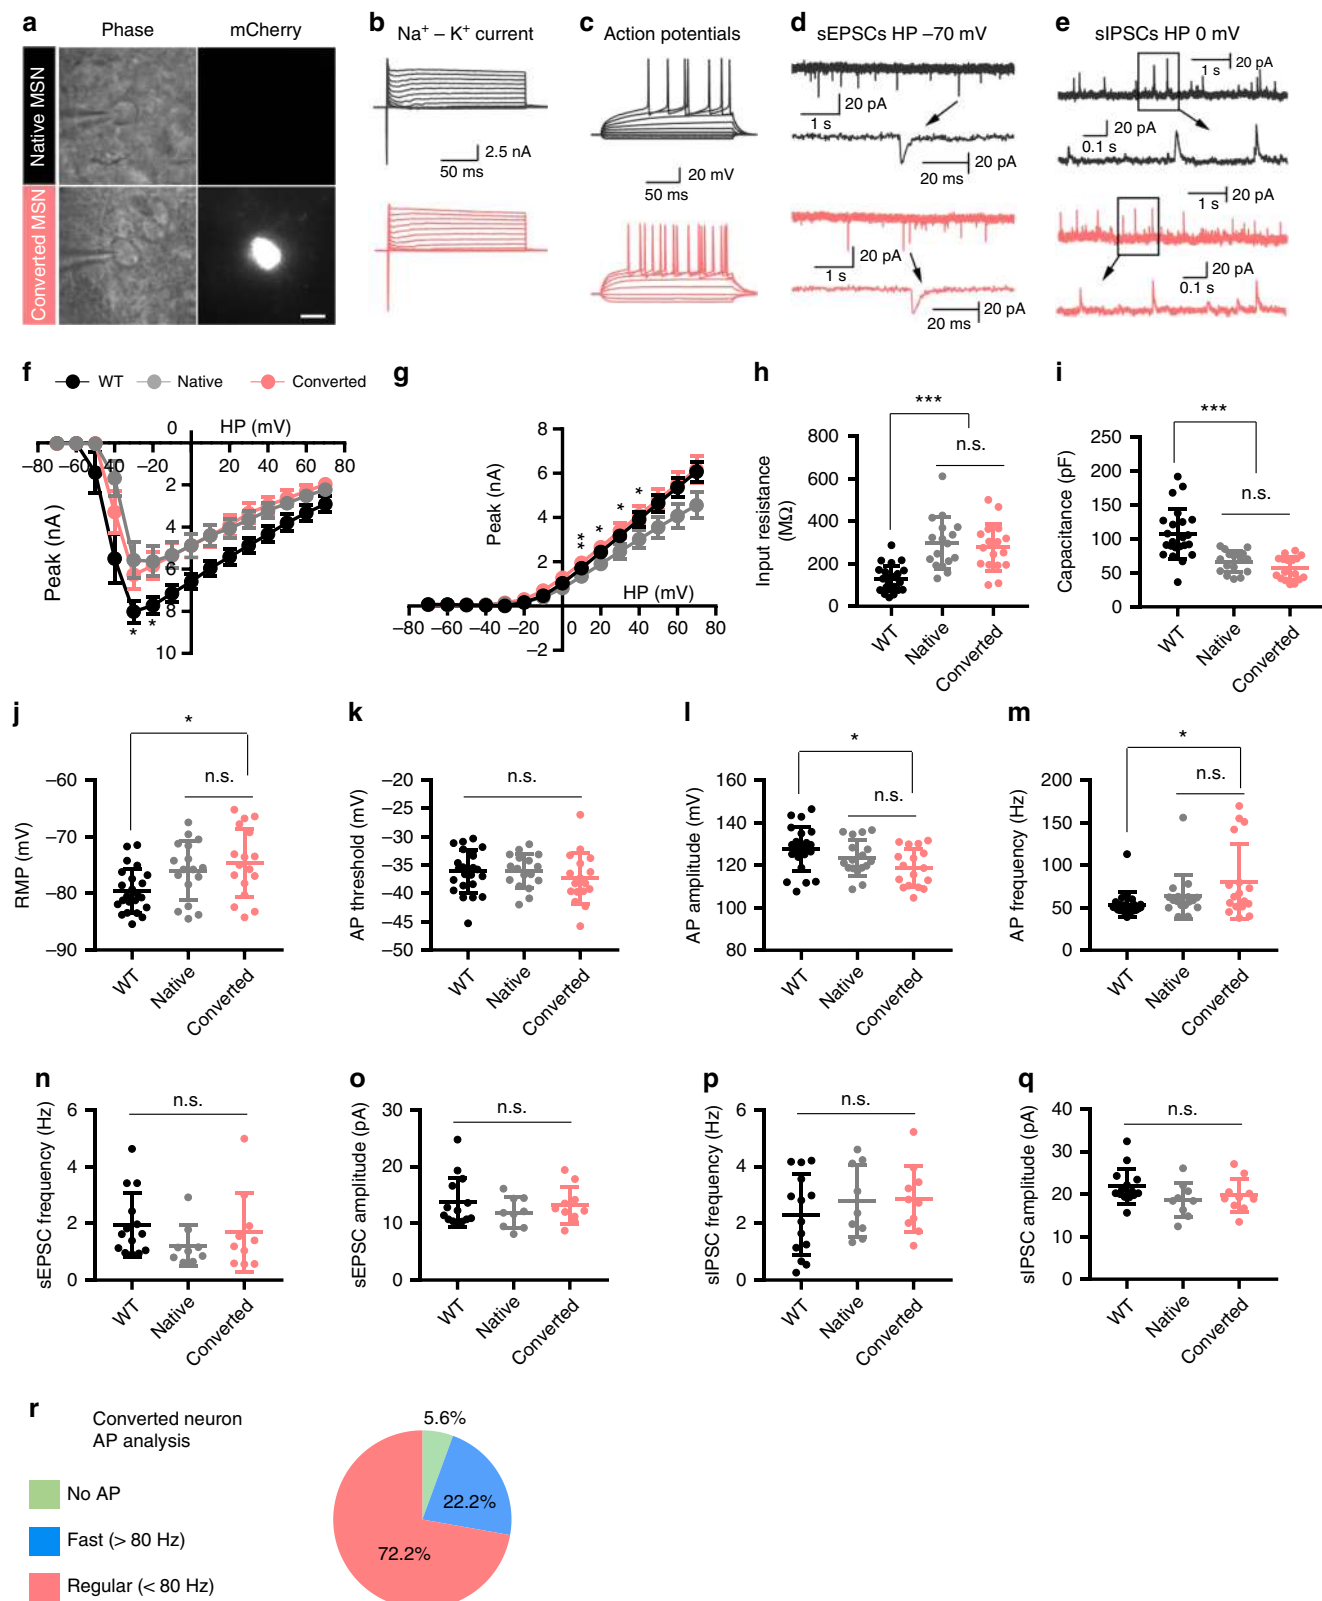 a
Phase
mCherry
Native MSN
Converted MSN
b
Na+ – K+ current
2.5 nA
50 ms
c
Action potentials
20 mV
50 ms
d
sEPSCs HP –70 mV
20 pA
1 s
20 pA
20 ms
20 pA
1 s
20 pA
20 ms
e
sIPSCs HP 0 mV
1 s
20 pA
20 pA
0.1 s
20 pA
1 s
20 pA
0.1 s
f
WT
Native
Converted
0
HP (mV)
–80 –60 –40 –20 20 40 60 80
2
4
6
8
10
Peak (nA)
* *
g
8
6
4
2
–2
Peak (nA)
HP (mV)
–80 –60 –40 –20 0 20 40 60 80
** * * *
h
***
n.s.
Input resistance
(MΩ)
800
600
400
200
0
WT
Native
Converted
i
***
n.s.
Capacitance (pF)
250
200
150
100
50
0
WT
Native
Converted
j
*
n.s.
RMP (mV)
–60
–70
–80
–90
WT
Native
Converted
k
n.s.
AP threshold (mV)
–20
–25
–30
–35
–40
–45
–50
WT
Native
Converted
l
*
n.s.
AP amplitude (mV)
160
140
120
100
80
WT
Native
Converted
m
*
n.s.
AP frequency (Hz)
200
150
100
50
0
WT
Native
Converted
n
n.s.
sEPSC frequency (Hz)
6
4
2
0
WT
Native
Converted
o
n.s.
sEPSC amplitude (pA)
30
20
10
0
WT
Native
Converted
p
n.s.
sIPSC frequency (Hz)
6
4
2
0
WT
Native
Converted
q
n.s.
sIPSC amplitude (pA)
40
30
20
10
0
WT
Native
Converted
r
Converted neuron
AP analysis
No AP
Fast (> 80 Hz)
Regular (< 80 Hz)
5.6%
22.2%
72.2%